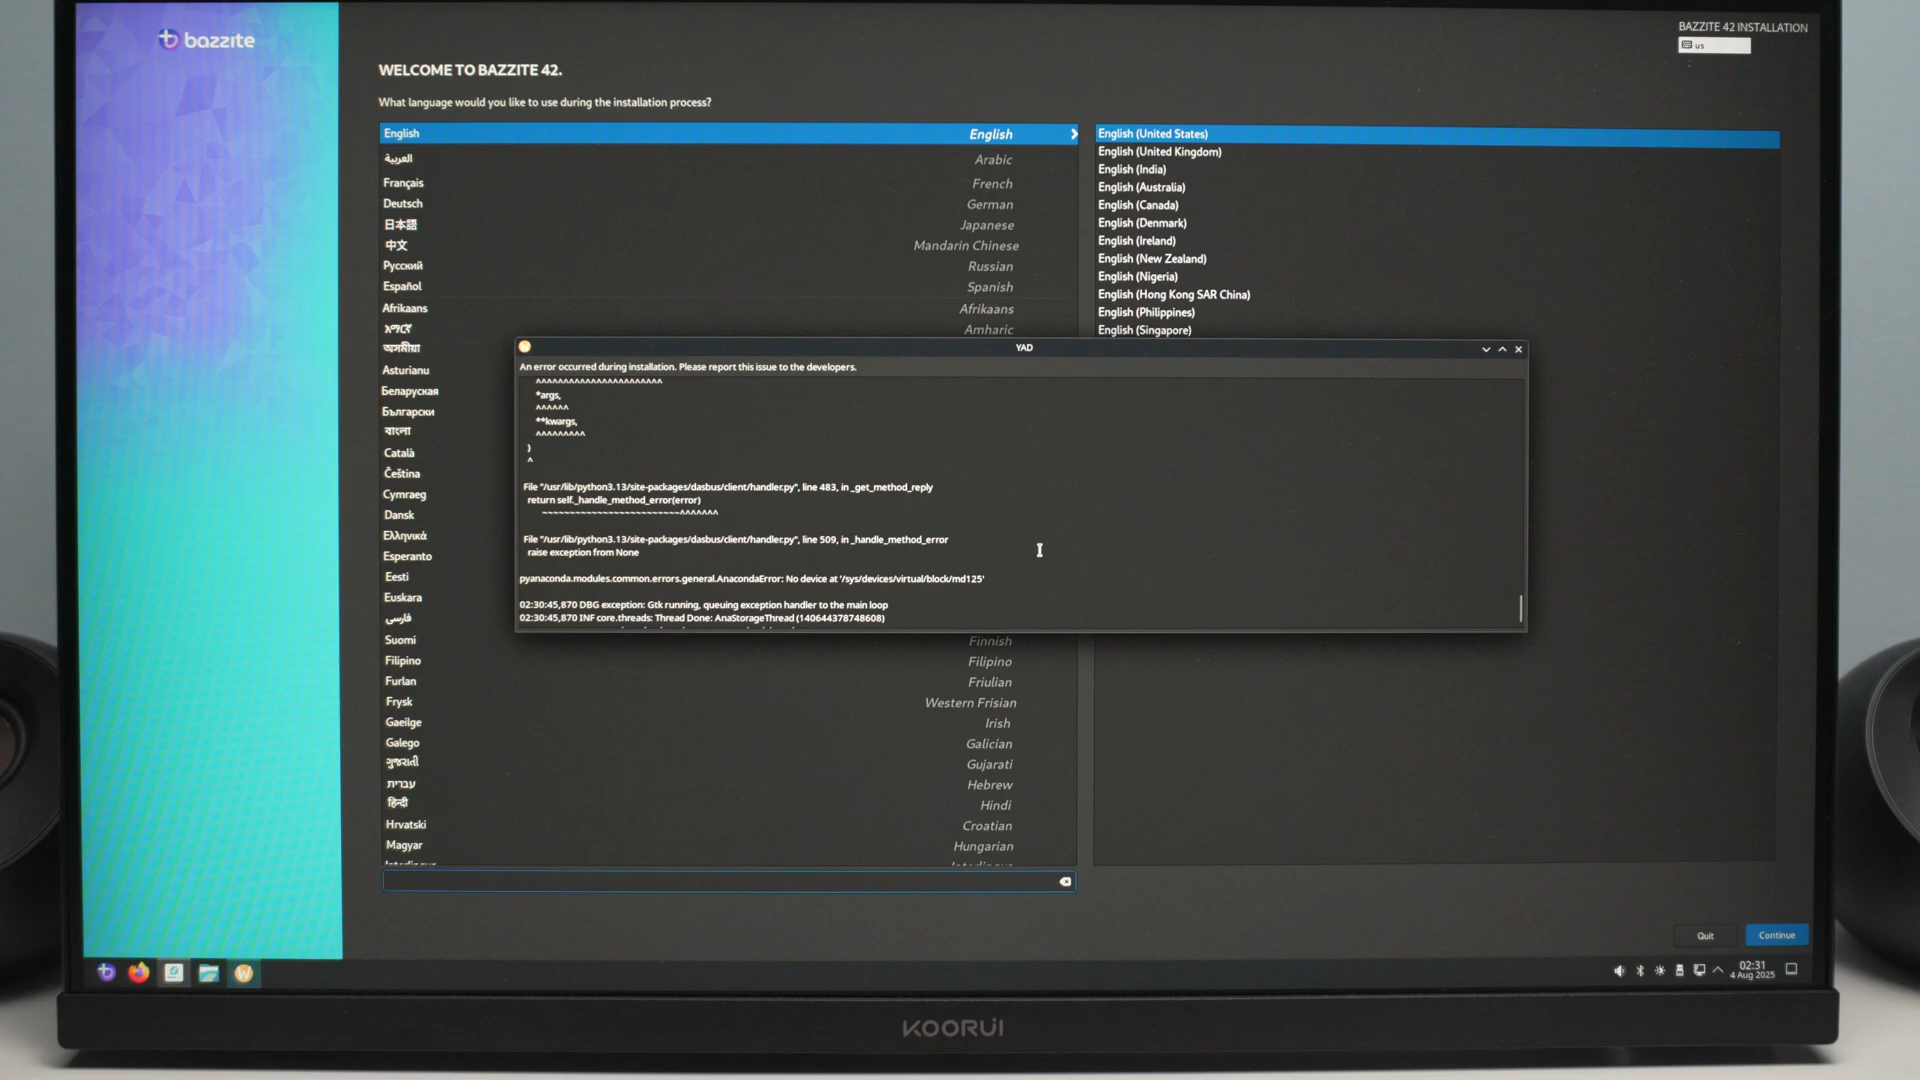 bazzite
BAZZITE 42 INSTALLATION
us
WELCOME TO BAZZITE 42.
What language would you like to use during the installation process?
English English
العربية Arabic
Français French
Deutsch German
日本語 Japanese
中文 Mandarin Chinese
Русский Russian
Español Spanish
Afrikaans Afrikaans
አማርኛ Amharic
অসমীয়া
Asturianu
Беларуская
Български
বাংলা
Català
Čeština
Cymraeg
Dansk
Ελληνικά
Esperanto
Eesti
Euskara
فارسی
Suomi Finnish
Filipino Filipino
Furlan Friulian
Frysk Western Frisian
Gaeilge Irish
Galego Galician
ગુજરાતી Gujarati
עברית Hebrew
हिन्दी Hindi
Hrvatski Croatian
Magyar Hungarian
English (United States)
English (United Kingdom)
English (India)
English (Australia)
English (Canada)
English (Denmark)
English (Ireland)
English (New Zealand)
English (Nigeria)
English (Hong Kong SAR China)
English (Philippines)
English (Singapore)
YAD
An error occurred during installation. Please report this issue to the developers.
^^^^^^^^^^^^^^^^^^^^^^^
*args,
^^^^^^
**kwargs,
^^^^^^^^^
)
^
File "/usr/lib/python3.13/site-packages/dasbus/client/handler.py", line 483, in _get_method_reply
return self._handle_method_error(error)
~~~~~~~~~~~~~~~~~~~~~~~~~^^^^^^^
File "/usr/lib/python3.13/site-packages/dasbus/client/handler.py", line 509, in _handle_method_error
raise exception from None
pyanaconda.modules.common.errors.general.AnacondaError: No device at '/sys/devices/virtual/block/md125'
02:30:45,870 DBG exception: Gtk running, queuing exception handler to the main loop
02:30:45,870 INF core.threads: Thread Done: AnaStorageThread (140644378748608)
Quit
Continue
02:31
4 Aug 2025
KOORUI